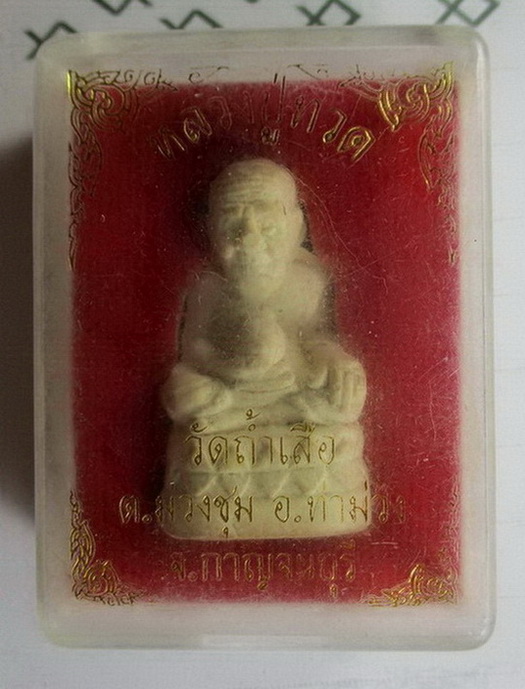 หลวงปู่ทวด
วัดถ้ำเสือ
ต.ม่วงชุม อ.ท่าม่วง
จ.กาญจนบุรี